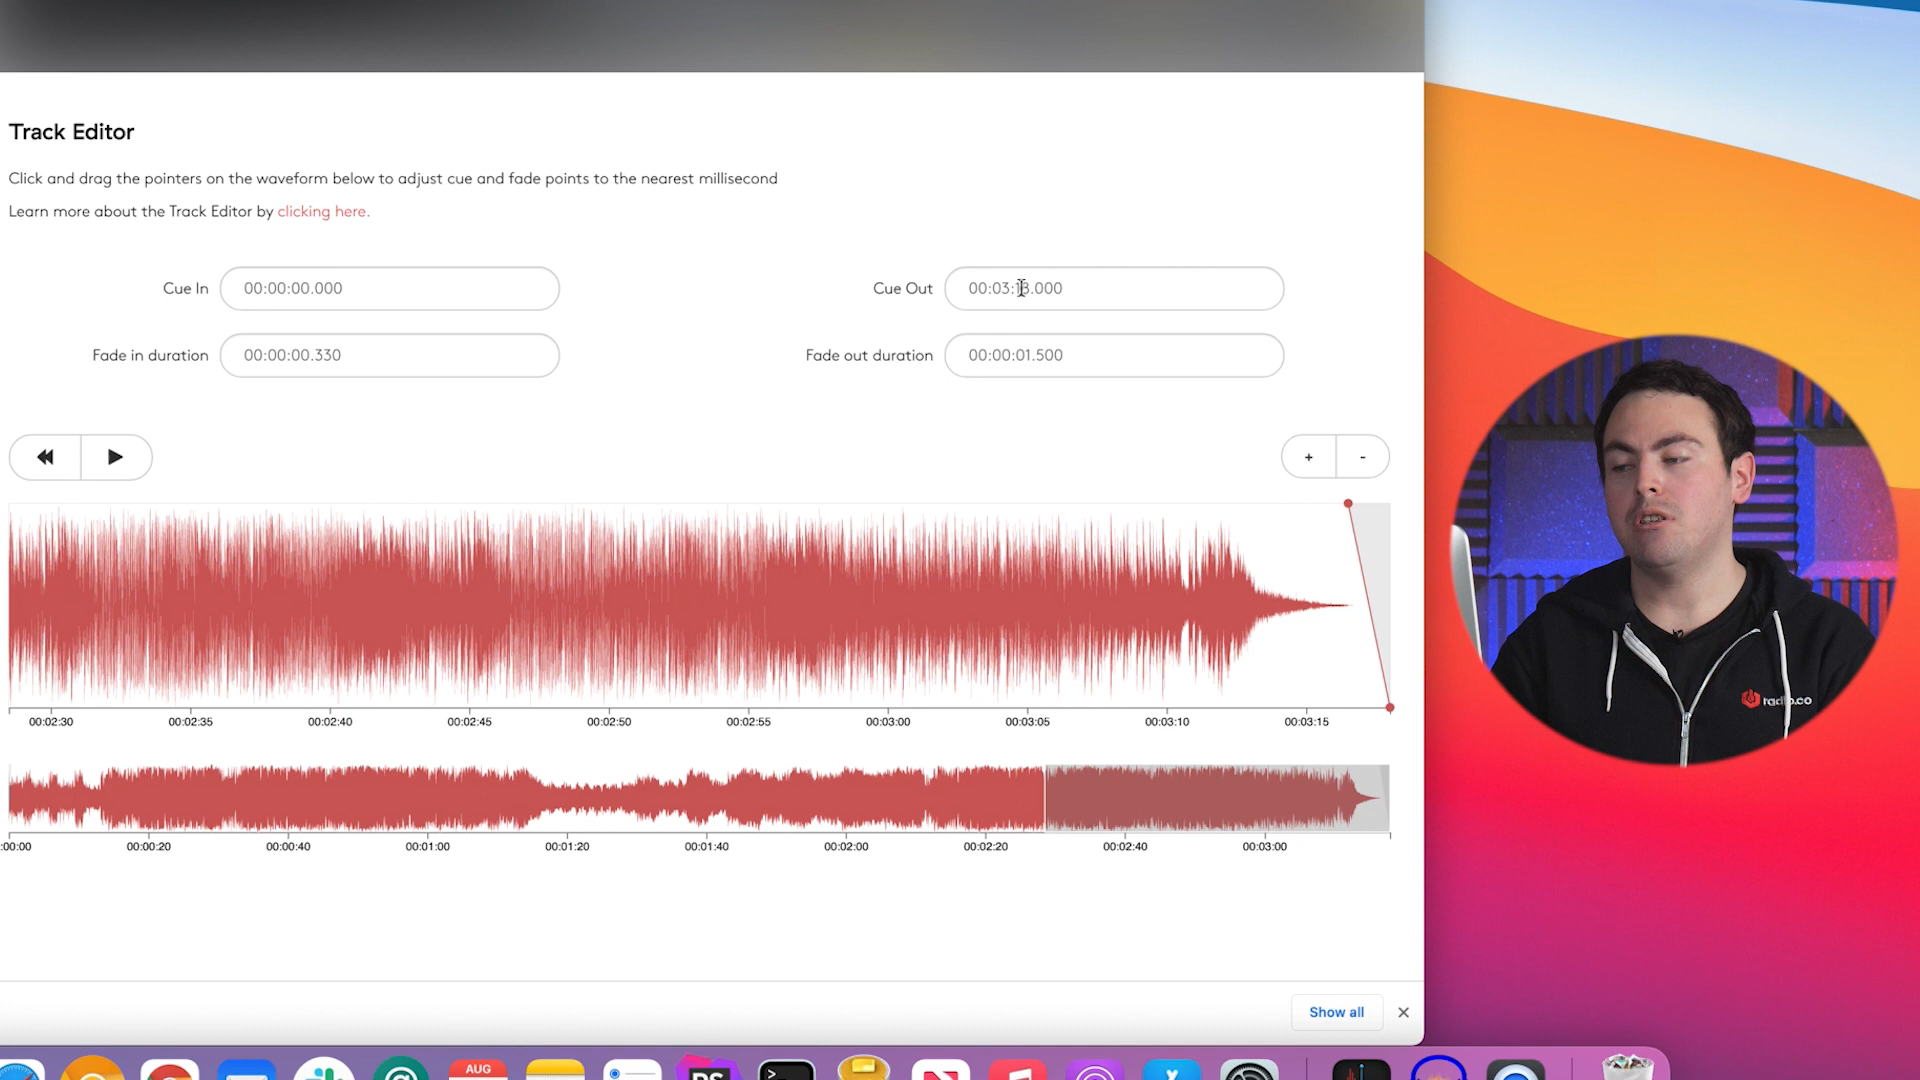 Track Editor
Click and drag the pointers on the waveform below to adjust cue and fade points to the nearest millisecond
Learn more about the Track Editor by clicking here.
Cue In 00:00:00.000
Cue Out
Fade in duration 00:00:00.330
Fade out duration 00:00:01.500
+ -
00:02:30 00:02:35 00:02:40 00:02:45 00:02:50 00:02:55 00:03:00 00:03:05 00:03:10 00:03:15
:00:00 00:00:20 00:00:40 00:01:00 00:01:20 00:01:40 00:02:00 00:02:20 00:02:40 00:03:00
radio.co
Show all
AUG